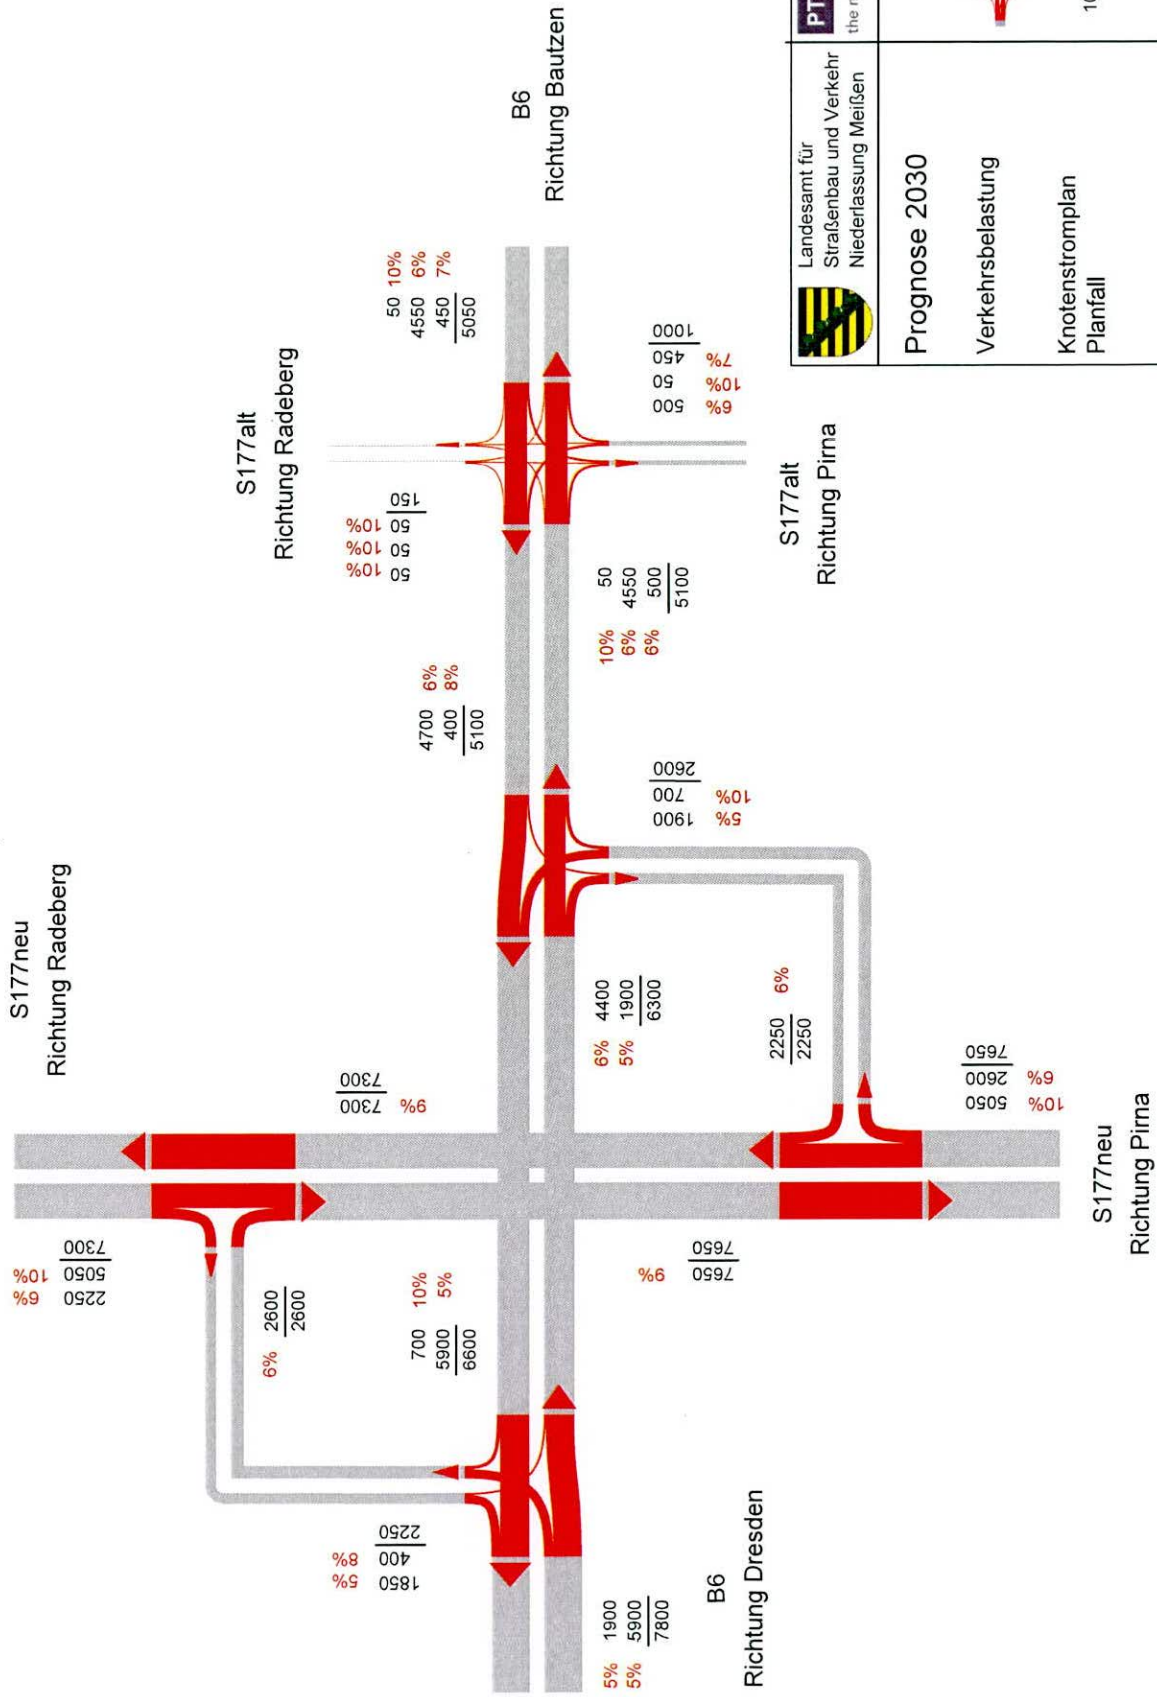 S177neu
Richtung Radeberg
2250 6%
5050 10%
7300
7300 9%
7300
6% 2600
2600
700 10%
5900 5%
6600
1850 5%
400 8%
2250
5% 1900
5% 5900
7800
B6
Richtung Dresden
7650 9%
7650
6% 4400
5% 1900
6300
2250 6%
2250
5050 10%
2600 6%
7650
S177neu
Richtung Pirna
1900 5%
700 10%
2600
4700 6%
400 8%
5100
S177alt
Richtung Radeberg
50 10%
50 10%
50 10%
150
10% 50
6% 4550
6% 500
5100
50 10%
4550 6%
450 7%
5050
B6
Richtung Bautzen
500 6%
50 10%
450 7%
1000
S177alt
Richtung Pirna
Landesamt für
Straßenbau und Verkehr
Niederlassung Meißen
PT
Prognose 2030
Verkehrsbelastung
Knotenstromplan
Planfall